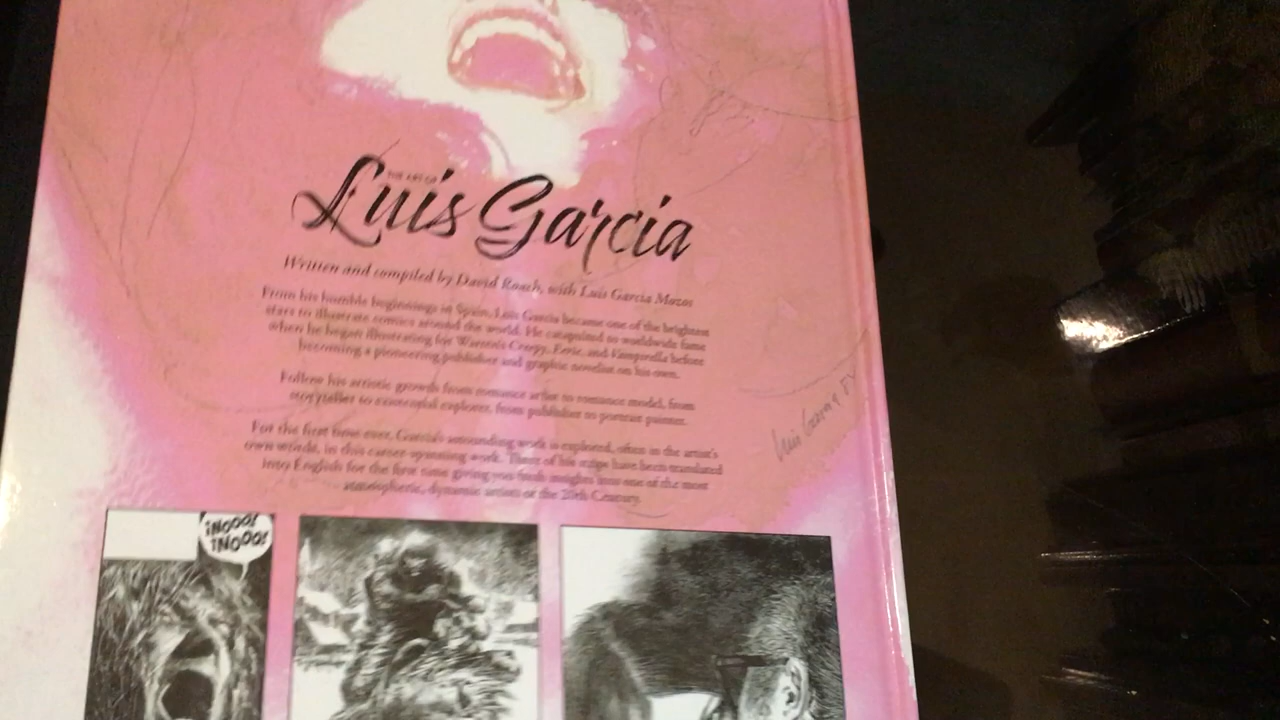 THE ART OF
Luis Garcia
Written and compiled by David Roach, with Luis Garcia Mozos
From his humble beginnings in Spain, Luis Garcia became one of the brightest
stars to illustrate comics around the world. He catapulted to worldwide fame
when he began illustrating for Warren's Creepy, Eerie, and Vampirella before
becoming a pioneering publisher and graphic novelist on his own.
Follow his artistic growth from romance artist to romance model, from
storyteller to existential explorer, from publisher to portrait painter.
For the first time ever, Garcia's astounding work is explored, often in the artist's
own words, in this career-spanning work. Three of his strips have been translated
into English for the first time giving you fresh insights into one of the most
atmospheric, dynamic artists of the 20th Century.
Luis Garcia
¡NOOO!
¡NOOO!